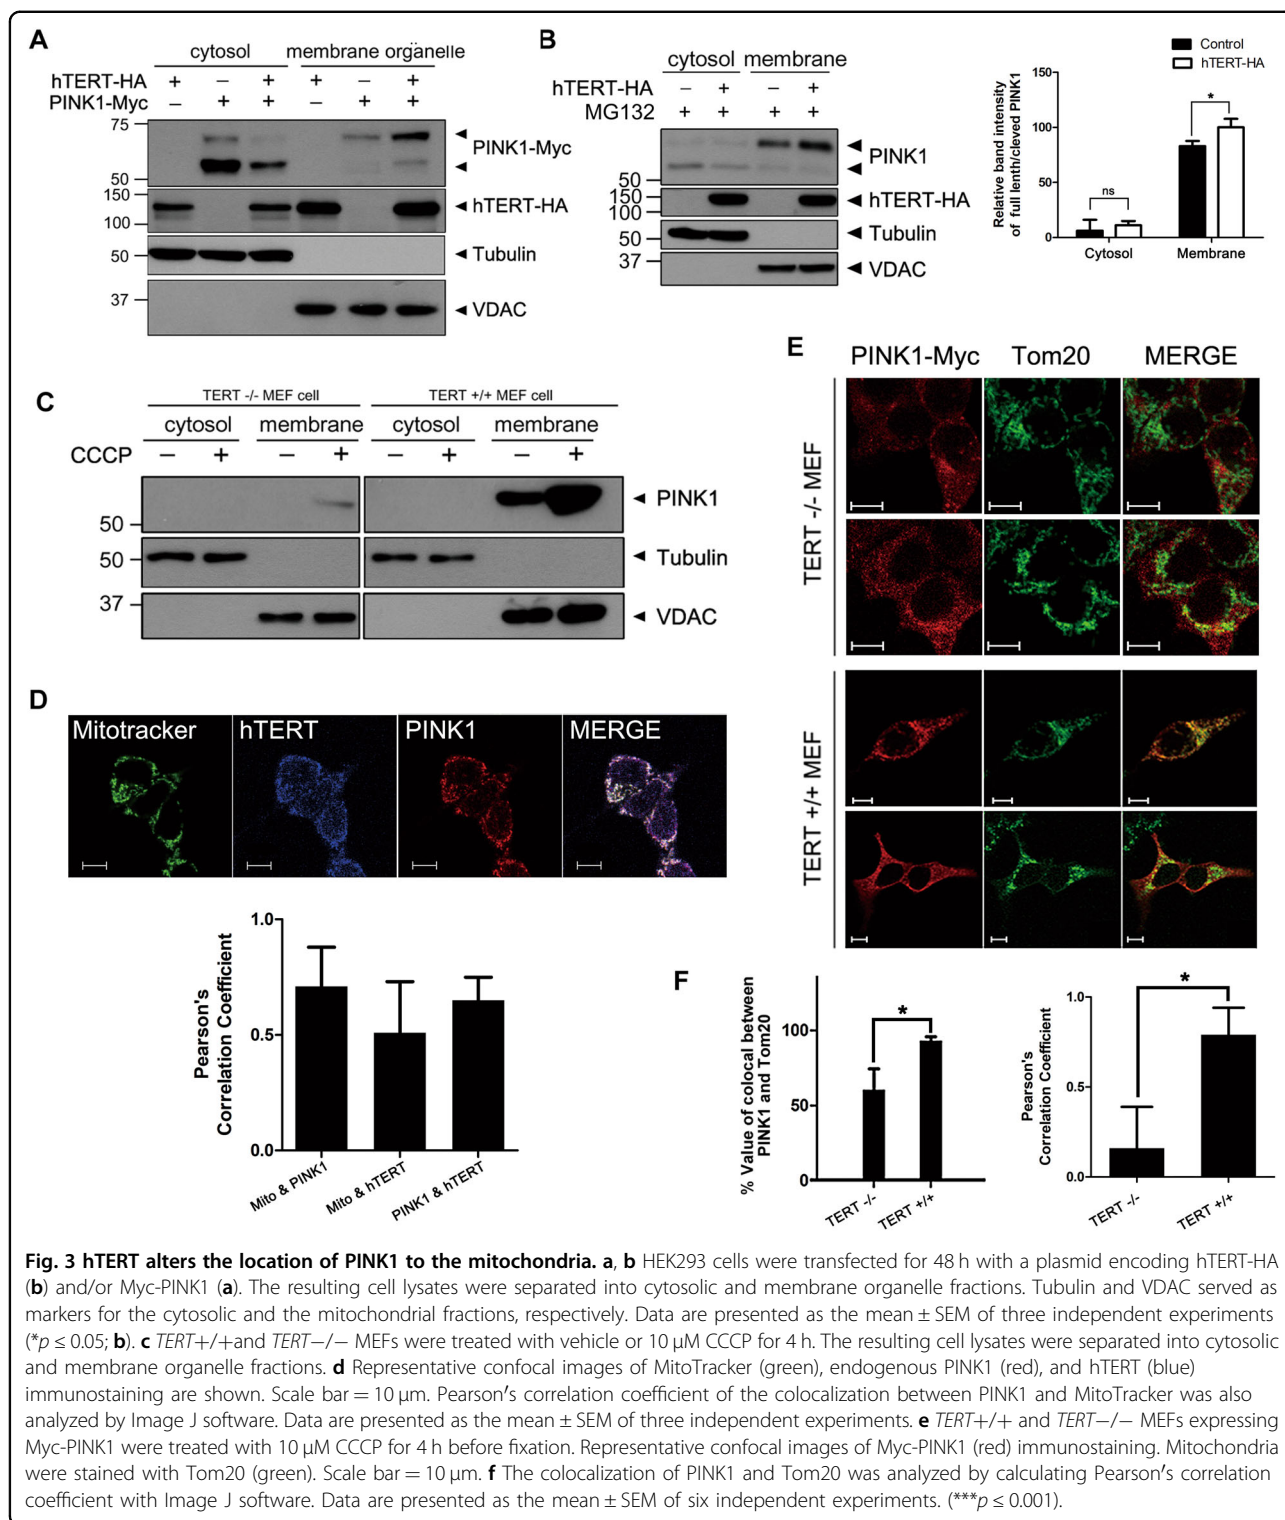 A
cytosol
membrane organelle
hTERT-HA + – + + – +
PINK1-Myc – + + – + +
75
50
PINK1-Myc
150
100
hTERT-HA
50
Tubulin
37
VDAC
B
cytosol
membrane
hTERT-HA – + – +
MG132 + + + +
50
PINK1
150
100
hTERT-HA
50
Tubulin
37
VDAC
Control
hTERT-HA
Relative band intensity
of full lenth/cleved PINK1
150
100
50
0
ns
*
Cytosol
Membrane
C
TERT -/- MEF cell
TERT +/+ MEF cell
cytosol
membrane
cytosol
membrane
CCCP – + – + – + – +
50
PINK1
50
Tubulin
37
VDAC
D
Mitotracker
hTERT
PINK1
MERGE
Pearson's
Correlation Coefficient
1.0
0.5
0.0
Mito & PINK1
Mito & hTERT
PINK1 & hTERT
E
PINK1-Myc
Tom20
MERGE
TERT -/- MEF
TERT +/+ MEF
F
% Value of colocal between
PINK1 and Tom20
100
50
0
*
TERT -/-
TERT +/+
Pearson's
Correlation Coefficient
1.0
0.5
0.0
*
TERT -/-
TERT +/+
Fig. 3 hTERT alters the location of PINK1 to the mitochondria. a, b HEK293 cells were transfected for 48 h with a plasmid encoding hTERT-HA
(b) and/or Myc-PINK1 (a). The resulting cell lysates were separated into cytosolic and membrane organelle fractions. Tubulin and VDAC served as
markers for the cytosolic and the mitochondrial fractions, respectively. Data are presented as the mean ± SEM of three independent experiments
(*p ≤ 0.05; b). c TERT+/+and TERT−/− MEFs were treated with vehicle or 10 µM CCCP for 4 h. The resulting cell lysates were separated into cytosolic
and membrane organelle fractions. d Representative confocal images of MitoTracker (green), endogenous PINK1 (red), and hTERT (blue)
immunostaining are shown. Scale bar = 10 µm. Pearson′s correlation coefficient of the colocalization between PINK1 and MitoTracker was also
analyzed by Image J software. Data are presented as the mean ± SEM of three independent experiments. e TERT+/+ and TERT−/− MEFs expressing
Myc-PINK1 were treated with 10 µM CCCP for 4 h before fixation. Representative confocal images of Myc-PINK1 (red) immunostaining. Mitochondria
were stained with Tom20 (green). Scale bar = 10 µm. f The colocalization of PINK1 and Tom20 was analyzed by calculating Pearson′s correlation
coefficient with Image J software. Data are presented as the mean ± SEM of six independent experiments. (***p ≤ 0.001).